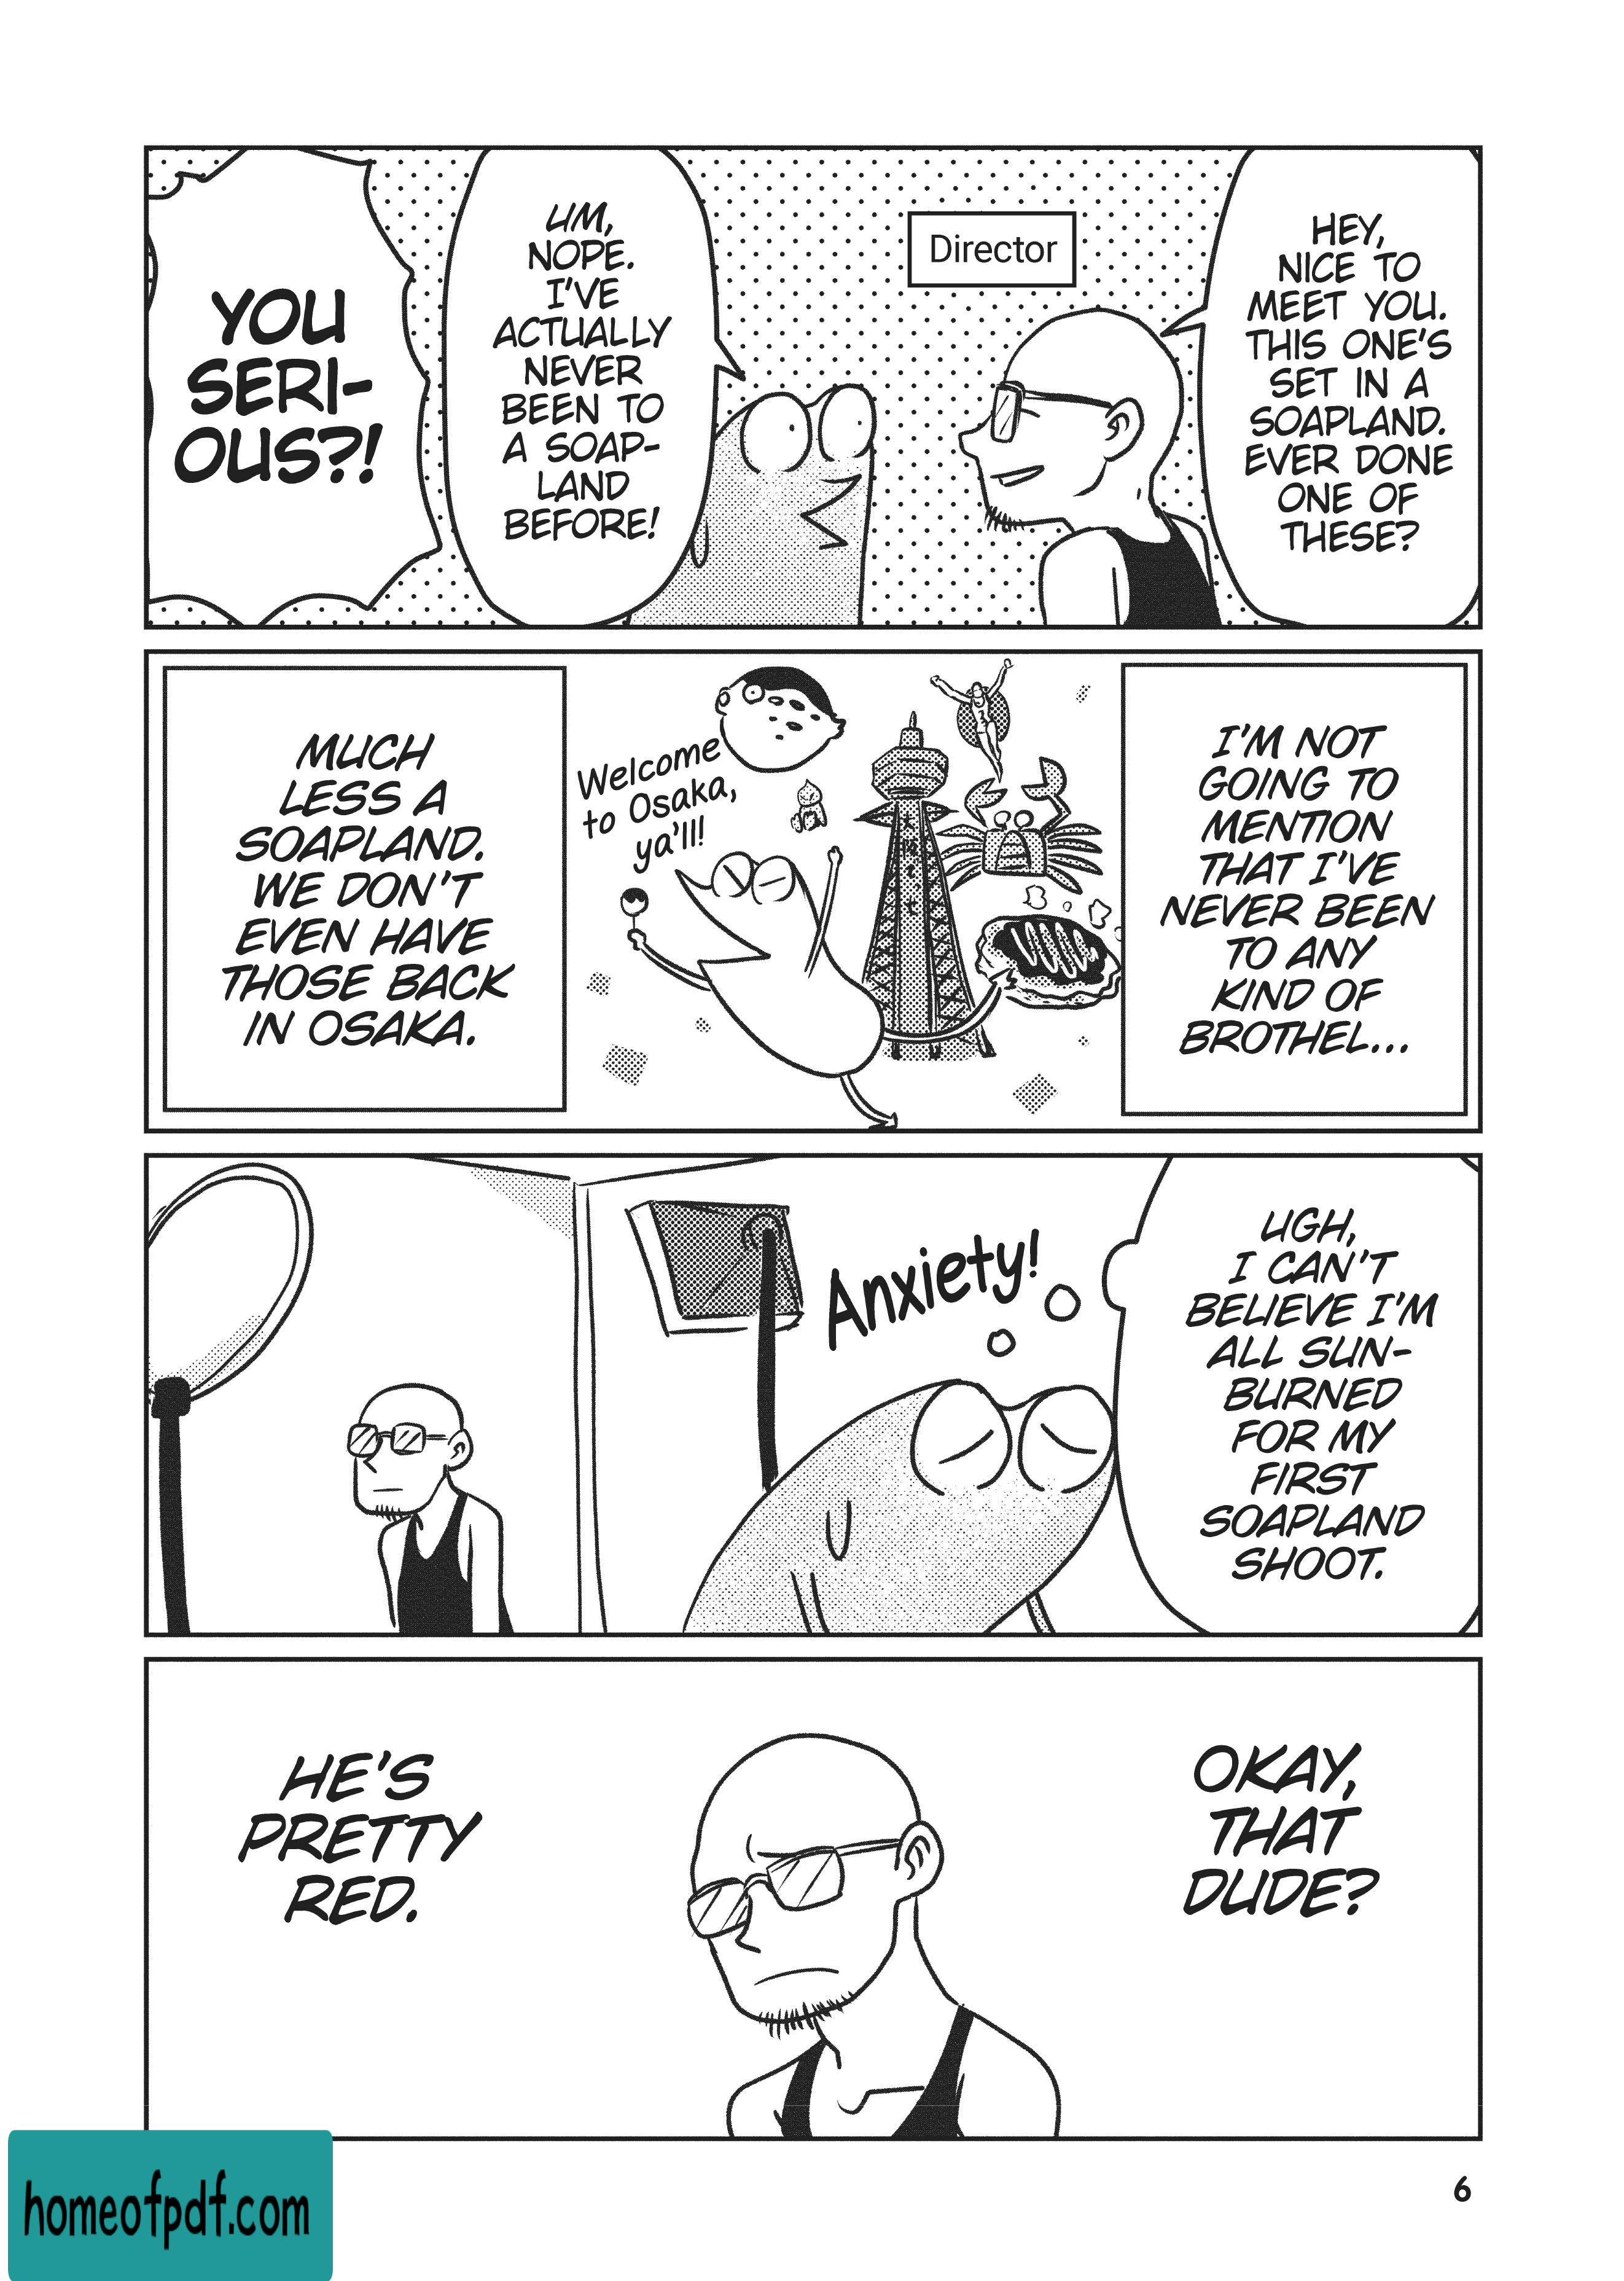 HEY,
NICE TO
MEET YOU.
THIS ONE'S
SET IN A
SOAPLAND.
EVER DONE
ONE OF
THESE?
Director
UM,
NOPE.
I'VE
ACTUALLY
NEVER
BEEN TO
A SOAP-
LAND
BEFORE!
YOU
SERI-
OUS?!
I'M NOT
GOING TO
MENTION
THAT I'VE
NEVER BEEN
TO ANY
KIND OF
BROTHEL...
Welcome
to Osaka,
ya'll!
MUCH
LESS A
SOAPLAND.
WE DON'T
EVEN HAVE
THOSE BACK
IN OSAKA.
UGH,
I CAN'T
BELIEVE I'M
ALL SUN-
BURNED
FOR MY
FIRST
SOAPLAND
SHOOT.
Anxiety!
OKAY,
THAT
DUDE?
HE'S
PRETTY
RED.
6
homeofpdf.com